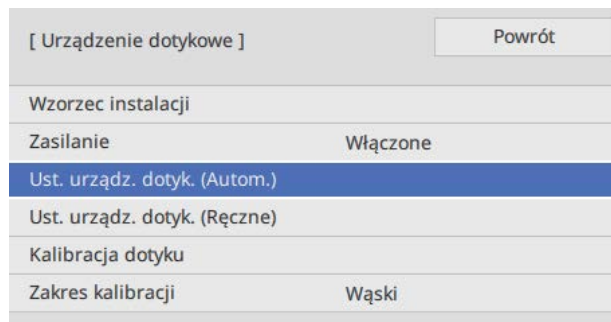 [ Urządzenie dotykowe ] Powrót
Wzorzec instalacji
Zasilanie Włączone
Ust. urządz. dotyk. (Autom.)
Ust. urządz. dotyk. (Ręczne)
Kalibracja dotyku
Zakres kalibracji Wąski